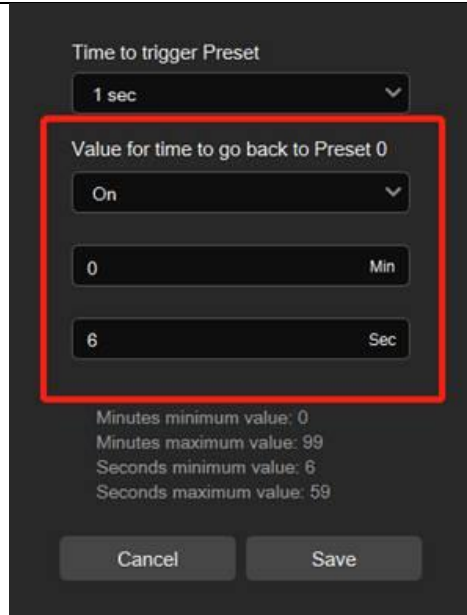 Time to trigger Preset
1 sec
Value for time to go back to Preset 0
On
0 Min
6 Sec
Minutes minimum value: 0
Minutes maximum value: 99
Seconds minimum value: 6
Seconds maximum value: 59
Cancel Save